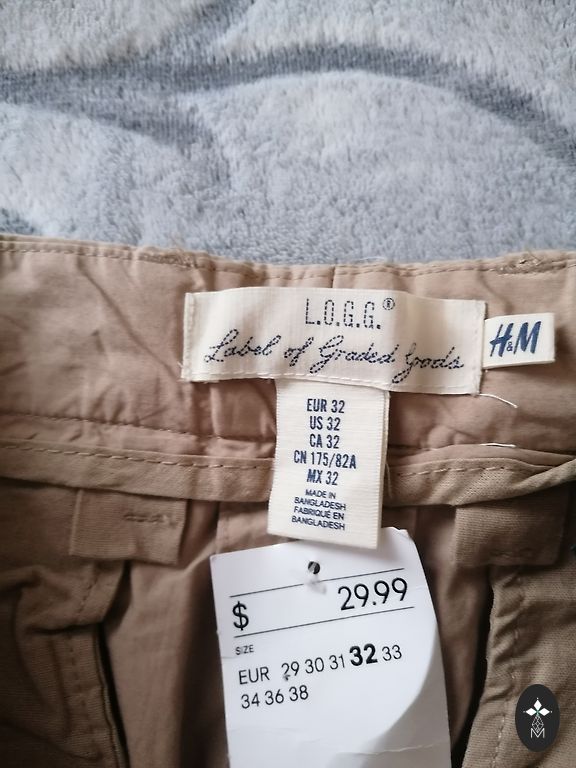 L.O.G.G.®
Label of Graded Goods
H&M
EUR 32
US 32
CA 32
CN 175/82A
MX 32
MADE IN
BANGLADESH
FABRIQUÉ EN
BANGLADESH
$ 29.99
SIZE
EUR 29 30 31 32 33
34 36 38
M